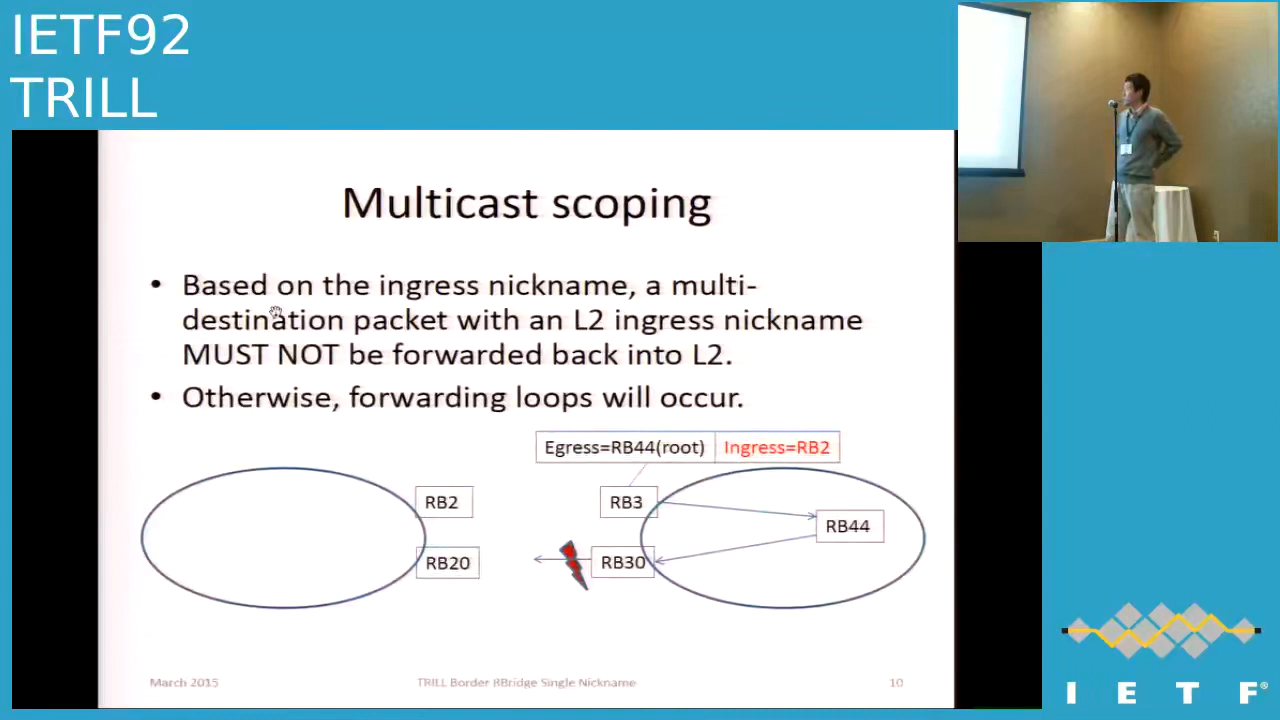 IETF92
TRILL
Multicast scoping
• Based on the ingress nickname, a multi-
destination packet with an L2 ingress nickname
MUST NOT be forwarded back into L2.
• Otherwise, forwarding loops will occur.
Egress=RB44(root) Ingress=RB2
RB2
RB3
RB44
RB20
RB30
March 2015
TRILL Border RBridge Single Nickname
10
I E T F®